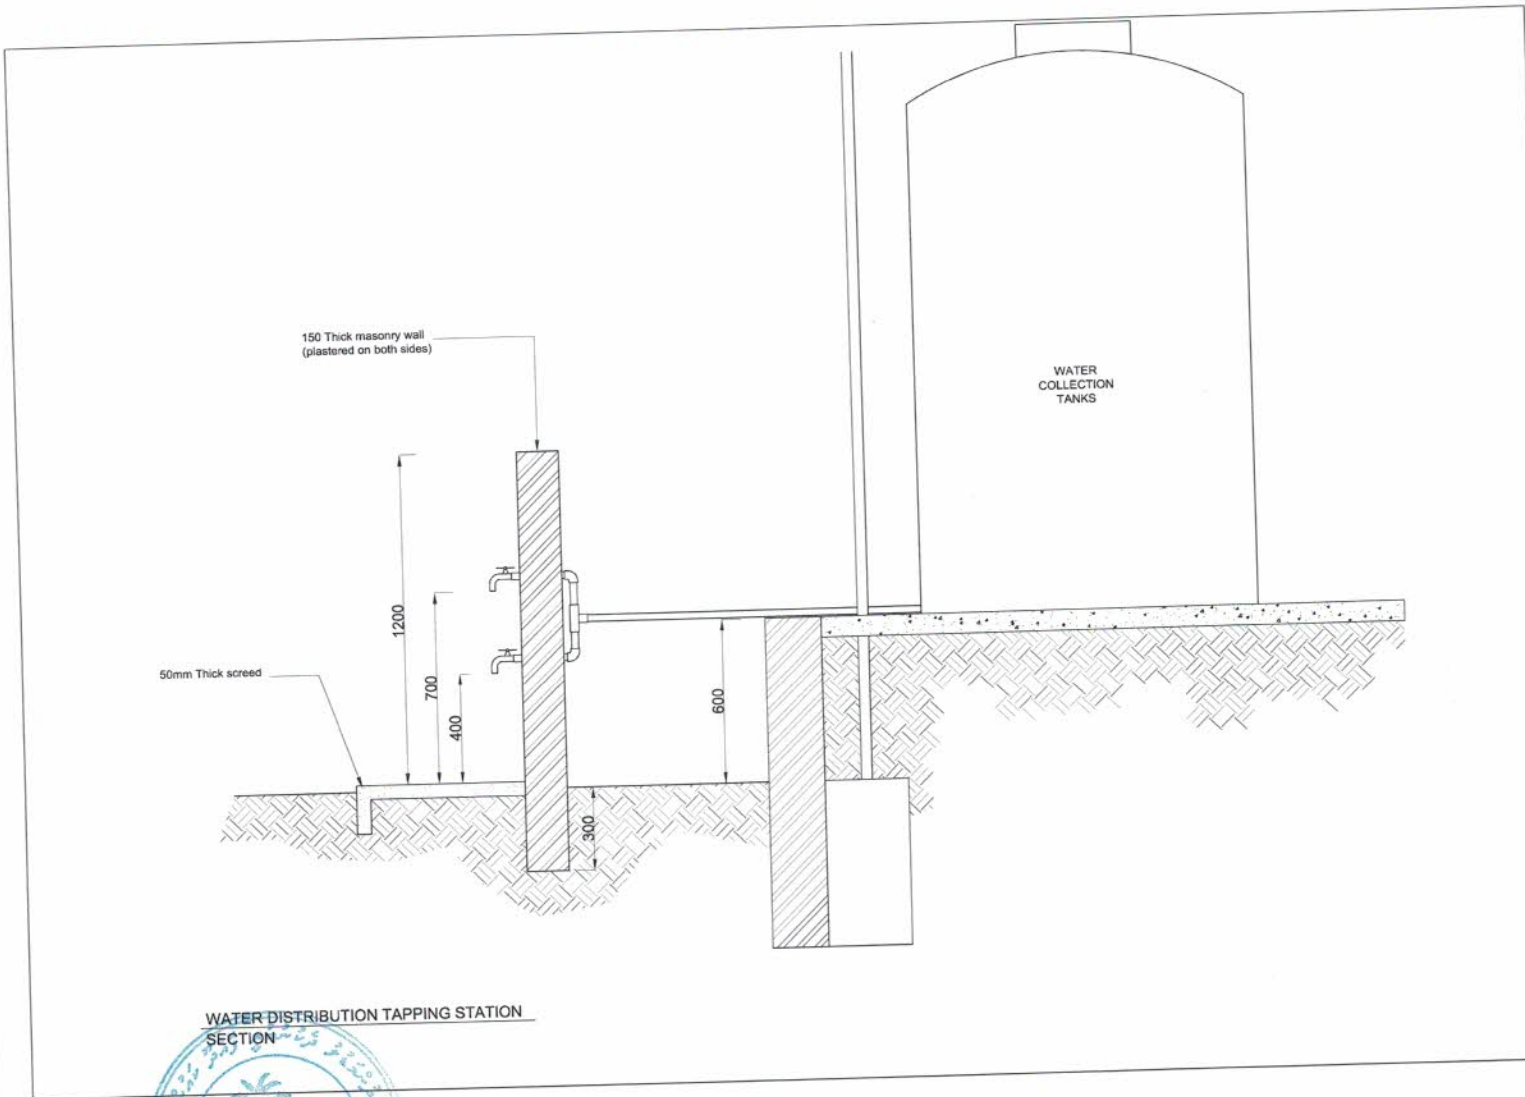 150 Thick masonry wall
(plastered on both sides)
WATER
COLLECTION
TANKS
1200
700
400
600
300
50mm Thick screed
WATER DISTRIBUTION TAPPING STATION
SECTION